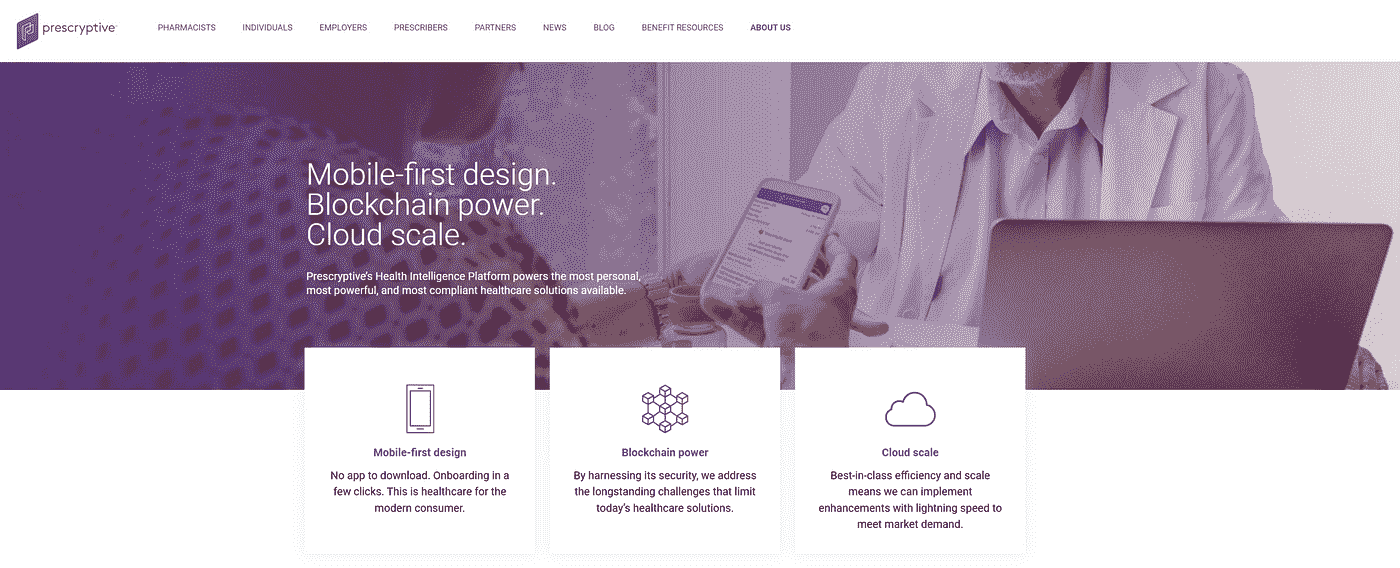 prescryptive
PHARMACISTS INDIVIDUALS EMPLOYERS PRESCRIBERS PARTNERS NEWS BLOG BENEFIT RESOURCES ABOUT US
Mobile-first design.
Blockchain power.
Cloud scale.
Prescryptive's Health Intelligence Platform powers the most personal,
most powerful, and most compliant healthcare solutions available.
Mobile-first design
No app to download. Onboarding in a
few clicks. This is healthcare for the
modern consumer.
Blockchain power
By harnessing its security, we address
the longstanding challenges that limit
today's healthcare solutions.
Cloud scale
Best-in-class efficiency and scale
means we can implement
enhancements with lightning speed to
meet market demand.